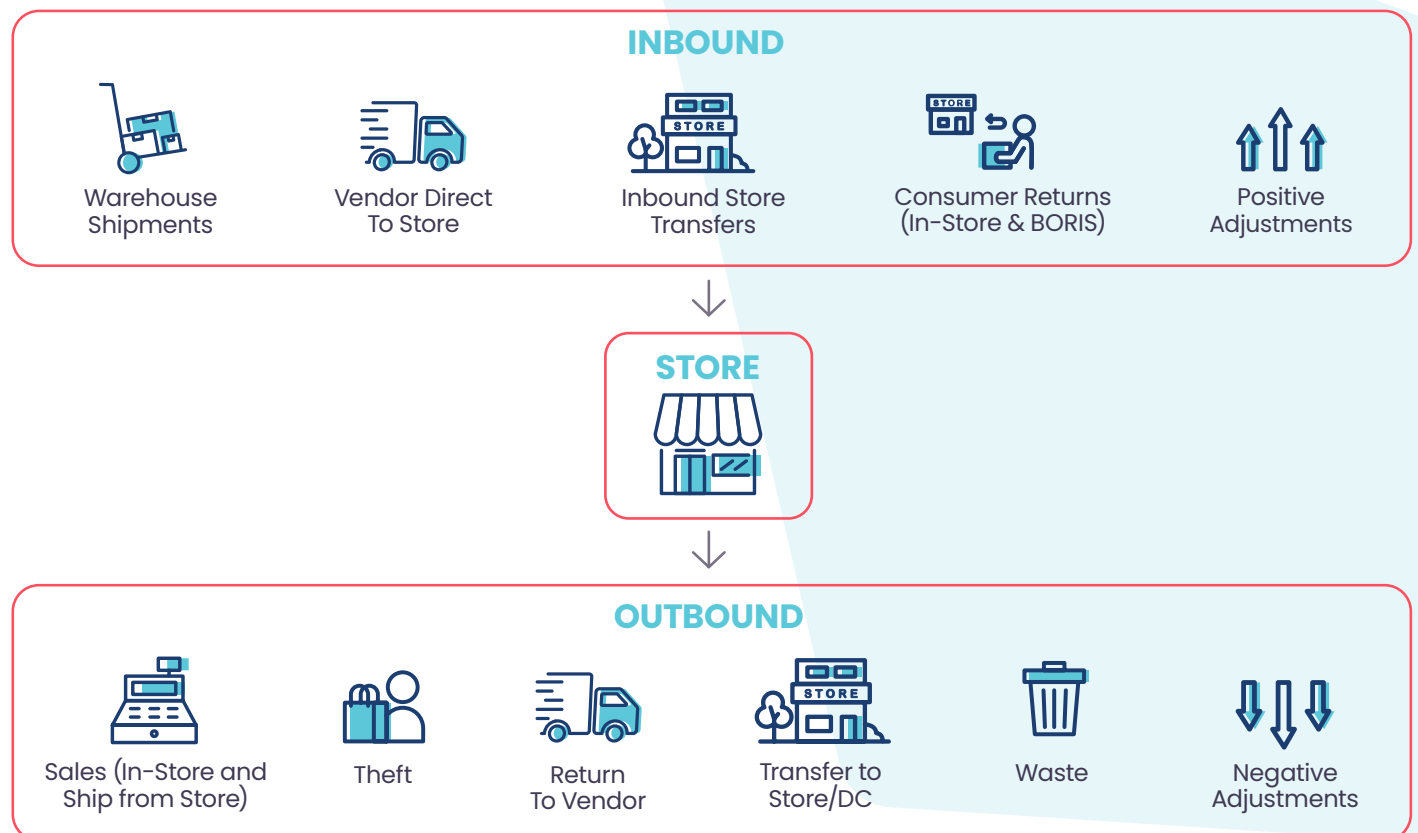 INBOUND
STORE
STORE
Warehouse
Shipments
Vendor Direct
To Store
Inbound Store
Transfers
Consumer Returns
(In-Store & BORIS)
Positive
Adjustments
STORE
OUTBOUND
STORE
Sales (In-Store and
Ship from Store)
Theft
Return
To Vendor
Transfer to
Store/DC
Waste
Negative
Adjustments